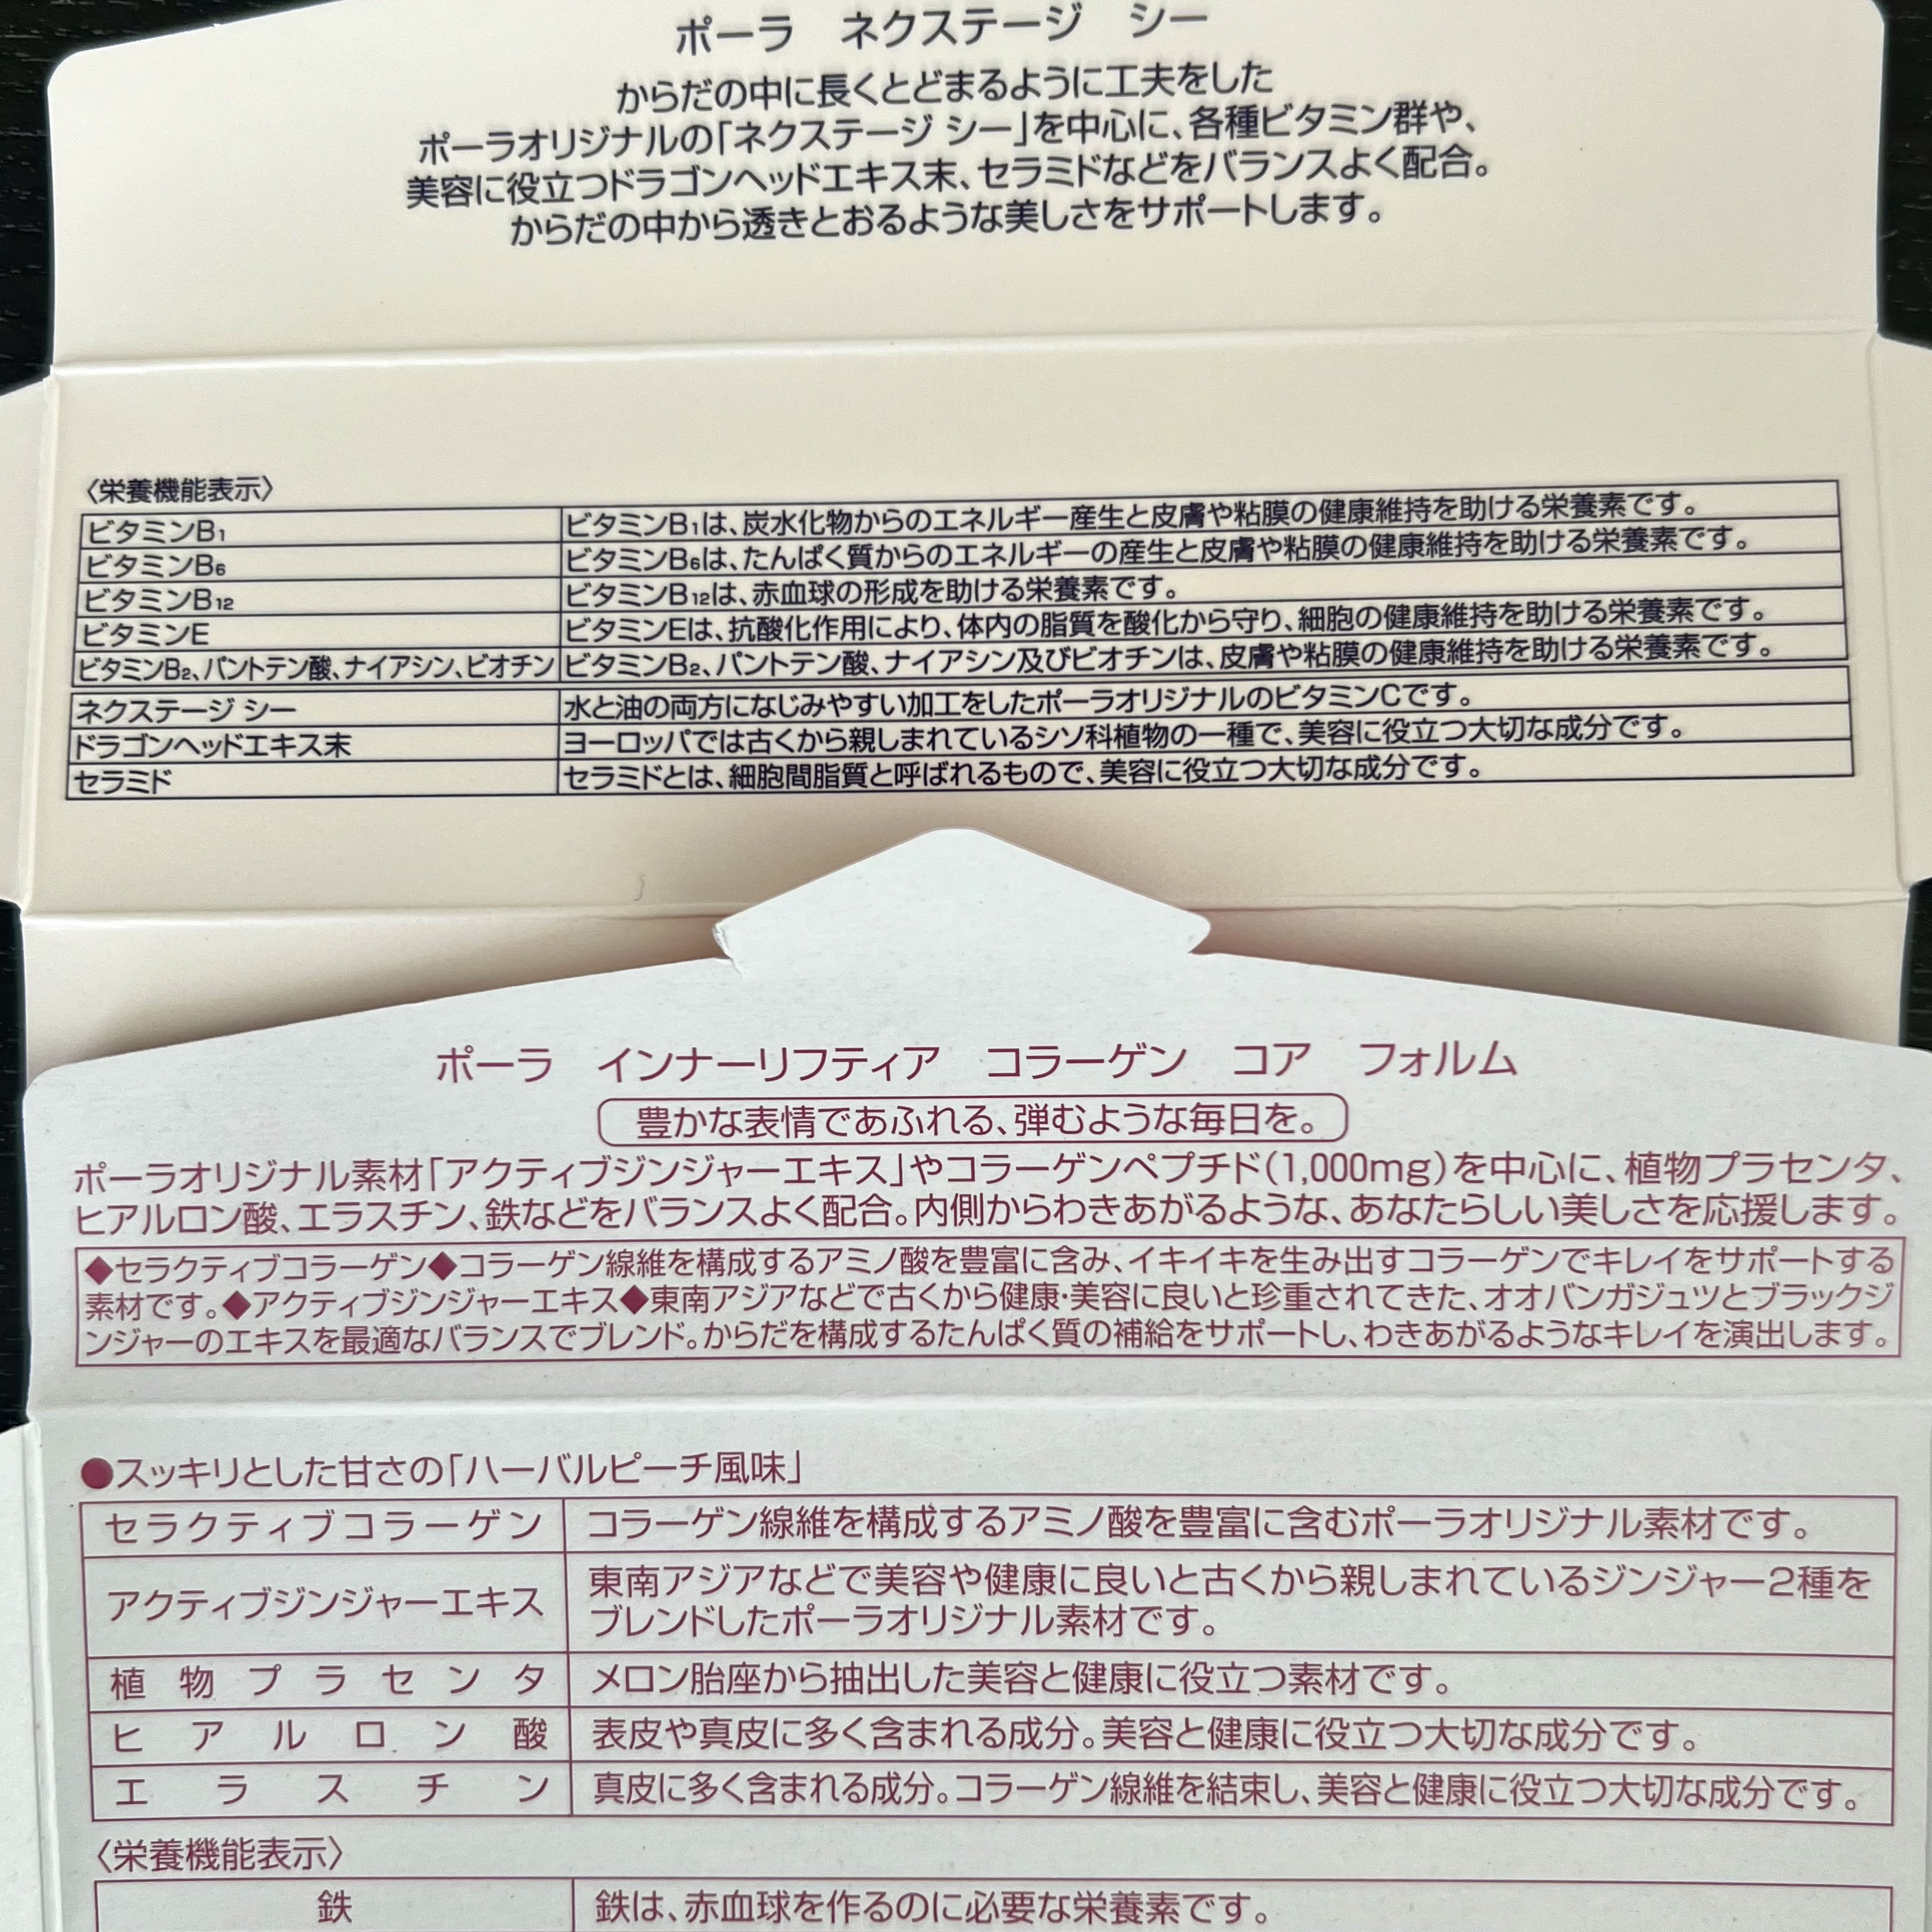 ポーラ ネクステージ シー
からだの中に長くとどまるように工夫をした
ポーラオリジナルの「ネクステージ シー」を中心に、各種ビタミン群や、
美容に役立つドラゴンヘッドエキス末、セラミドなどをバランスよく配合。
からだの中から透きとおるような美しさをサポートします。
〈栄養機能表示〉
ビタミンB₁ ビタミンB₁は、炭水化物からのエネルギー産生と皮膚や粘膜の健康維持を助ける栄養素です。
ビタミンB₆ ビタミンB₆は、たんぱく質からのエネルギーの産生と皮膚や粘膜の健康維持を助ける栄養素です。
ビタミンB₁₂ ビタミンB₁₂は、赤血球の形成を助ける栄養素です。
ビタミンE ビタミンEは、抗酸化作用により、体内の脂質を酸化から守り、細胞の健康維持を助ける栄養素です。
ビタミンB₂、パントテン酸、ナイアシン、ビオチン ビタミンB₂、パントテン酸、ナイアシン及びビオチンは、皮膚や粘膜の健康維持を助ける栄養素です。
ネクステージ シー 水と油の両方になじみやすい加工をしたポーラオリジナルのビタミンCです。
ドラゴンヘッドエキス末 ヨーロッパでは古くから親しまれているシソ科植物の一種で、美容に役立つ大切な成分です。
セラミド セラミドとは、細胞間脂質と呼ばれるもので、美容に役立つ大切な成分です。
ポーラ インナーリフティア コラーゲン コア フォルム
豊かな表情であふれる、弾むような毎日を。
ポーラオリジナル素材「アクティブジンジャーエキス」やコラーゲンペプチド(1,000mg)を中心に、植物プラセンタ、
ヒアルロン酸、エラスチン、鉄などをバランスよく配合。内側からわきあがるような、あなたらしい美しさを応援します。
◆セラクティブコラーゲン◆コラーゲン線維を構成するアミノ酸を豊富に含み、イキイキを生み出すコラーゲンでキレイをサポートする
素材です。◆アクティブジンジャーエキス◆東南アジアなどで古くから健康・美容に良いと珍重されてきた、オオバンガジュツとブラックジ
ンジャーのエキスを最適なバランスでブレンド。からだを構成するたんぱく質の補給をサポートし、わきあがるようなキレイを演出します。
●スッキリとした甘さの「ハーバルピーチ風味」
セラクティブコラーゲン コラーゲン線維を構成するアミノ酸を豊富に含むポーラオリジナル素材です。
アクティブジンジャーエキス 東南アジアなどで美容や健康に良いと古くから親しまれているジンジャー2種を
ブレンドしたポーラオリジナル素材です。
植物プラセンタ メロン胎座から抽出した美容と健康に役立つ素材です。
ヒアルロン酸 表皮や真皮に多く含まれる成分。美容と健康に役立つ大切な成分です。
エラスチン 真皮に多く含まれる成分。コラーゲン線維を結束し、美容と健康に役立つ大切な成分です。
〈栄養機能表示〉
鉄 鉄は、赤血球を作るのに必要な栄養素です。